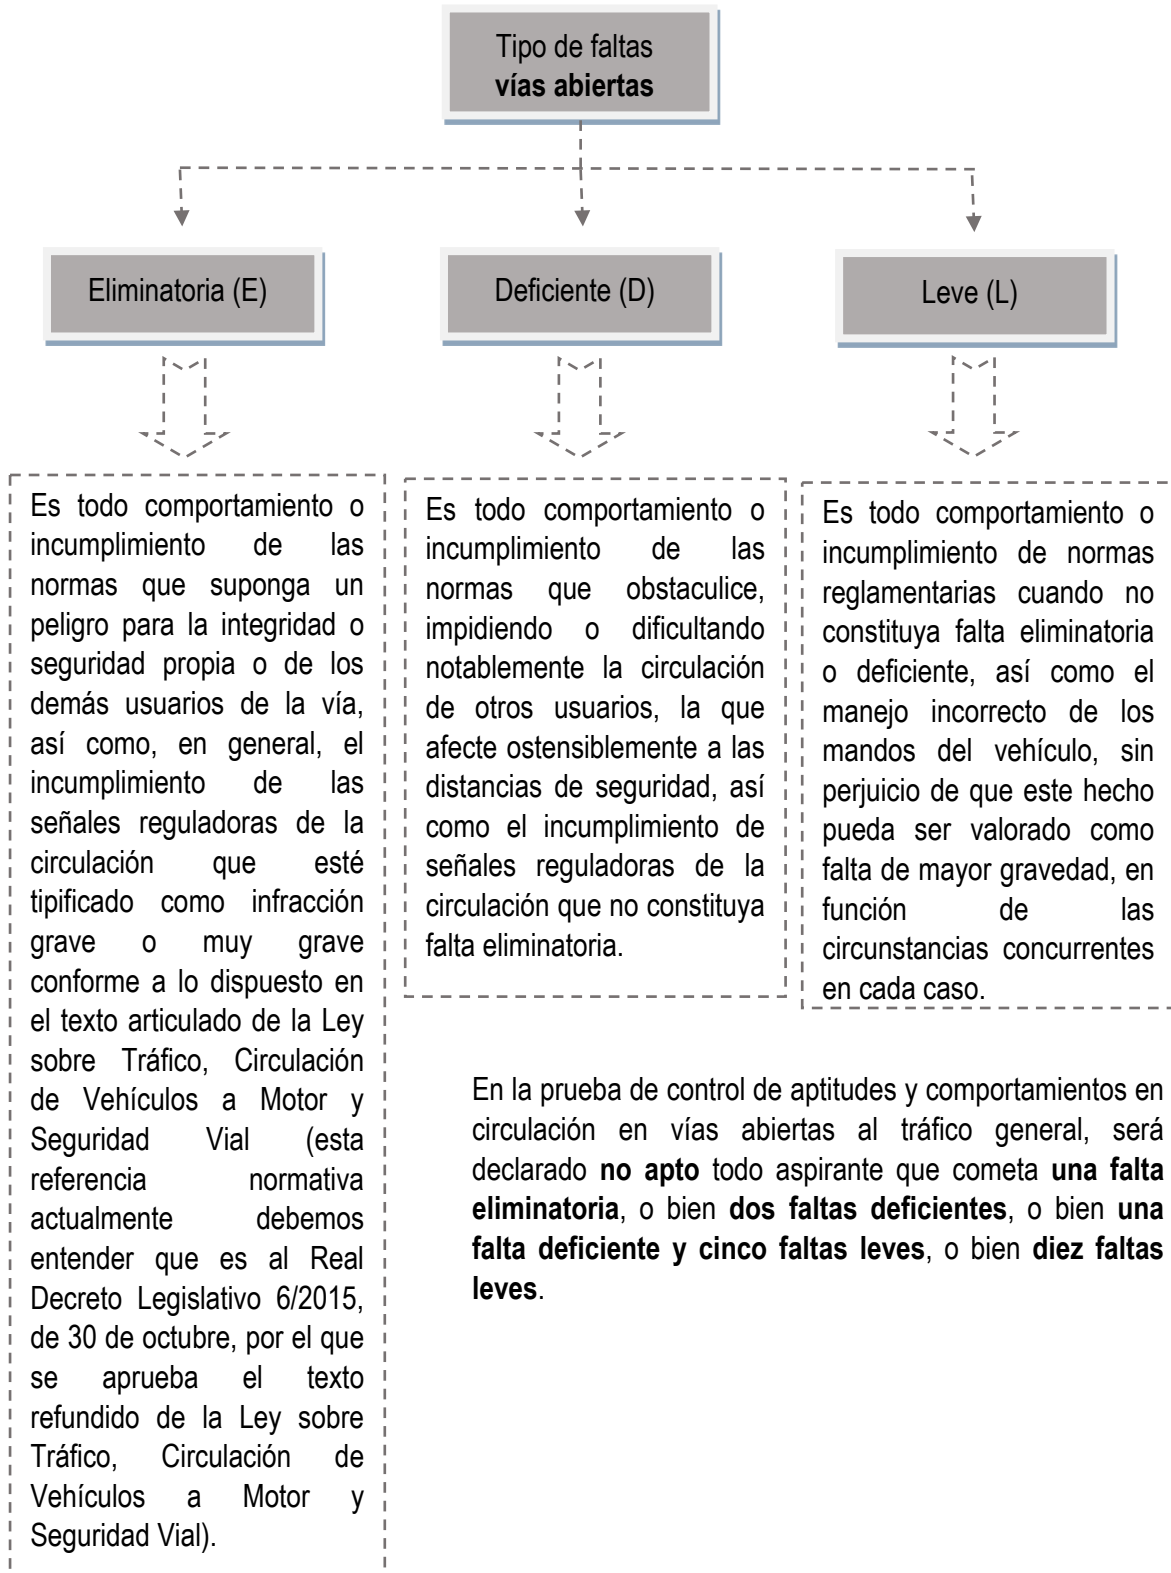 Tipo de faltas
vías abiertas
Eliminatoria (E)
Deficiente (D)
Leve (L)
Es todo comportamiento o
incumplimiento de las
normas que suponga un
peligro para la integridad o
seguridad propia o de los
demás usuarios de la vía,
así como, en general, el
incumplimiento de las
señales reguladoras de la
circulación que esté
tipificado como infracción
grave o muy grave
conforme a lo dispuesto en
el texto articulado de la Ley
sobre Tráfico, Circulación
de Vehículos a Motor y
Seguridad Vial (esta
referencia normativa
actualmente debemos
entender que es al Real
Decreto Legislativo 6/2015,
de 30 de octubre, por el que
se aprueba el texto
refundido de la Ley sobre
Tráfico, Circulación de
Vehículos a Motor y
Seguridad Vial).
Es todo comportamiento o
incumplimiento de las
normas que obstaculice,
impidiendo o dificultando
notablemente la circulación
de otros usuarios, la que
afecte ostensiblemente a las
distancias de seguridad, así
como el incumplimiento de
señales reguladoras de la
circulación que no constituya
falta eliminatoria.
Es todo comportamiento o
incumplimiento de normas
reglamentarias cuando no
constituya falta eliminatoria
o deficiente, así como el
manejo incorrecto de los
mandos del vehículo, sin
perjuicio de que este hecho
pueda ser valorado como
falta de mayor gravedad, en
función de las
circunstancias concurrentes
en cada caso.
En la prueba de control de aptitudes y comportamientos en
circulación en vías abiertas al tráfico general, será
declarado no apto todo aspirante que cometa una falta
eliminatoria, o bien dos faltas deficientes, o bien una
falta deficiente y cinco faltas leves, o bien diez faltas
leves.